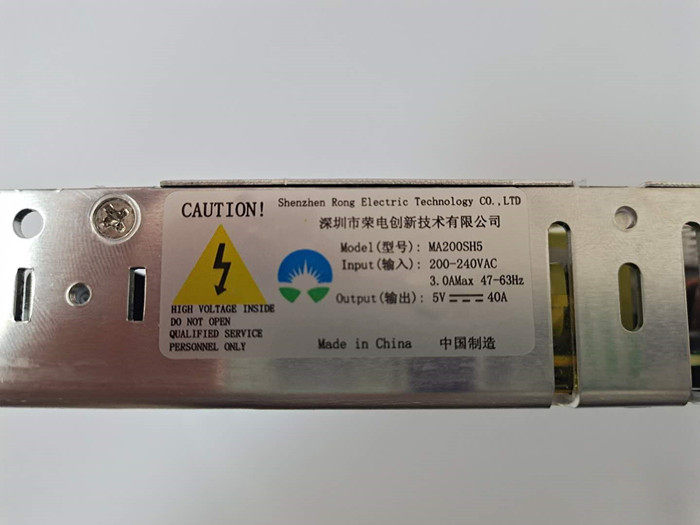 CAUTION!
HIGH VOLTAGE INSIDE
DO NOT OPEN
QUALIFIED SERVICE
PERSONNEL ONLY
Shenzhen Rong Electric Technology CO.,LTD
深圳市荣电创新技术有限公司
Model(型号): MA200SH5
Input(输入): 200-240VAC
3.0AMax 47-63Hz
Output(输出): 5V 40A
Made in China 中国制造